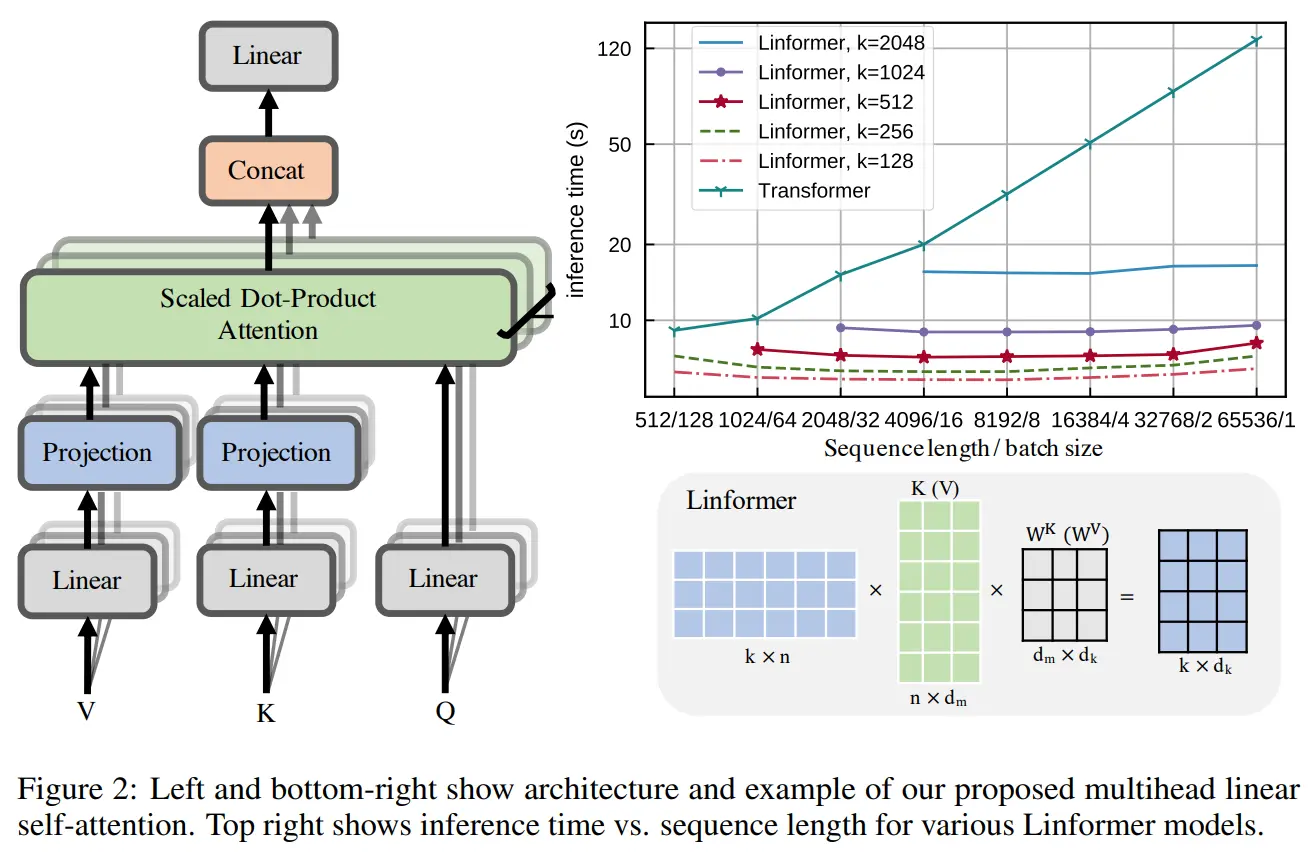 Linear
Concat
Scaled Dot-Product
Attention
Projection
Projection
Linear
Linear
Linear
V
K
Q
inference time (s)
120
50
20
10
Linformer, k=2048
Linformer, k=1024
Linformer, k=512
Linformer, k=256
Linformer, k=128
Transformer
512/128 1024/64 2048/32 4096/16 8192/8 16384/4 32768/2 65536/1
Sequence length / batch size
Linformer
K (V)
W^K (W^V)
×
×
=
k × n
n × d_m
d_m × d_k
k × d_k
Figure 2: Left and bottom-right show architecture and example of our proposed multihead linear
self-attention. Top right shows inference time vs. sequence length for various Linformer models.